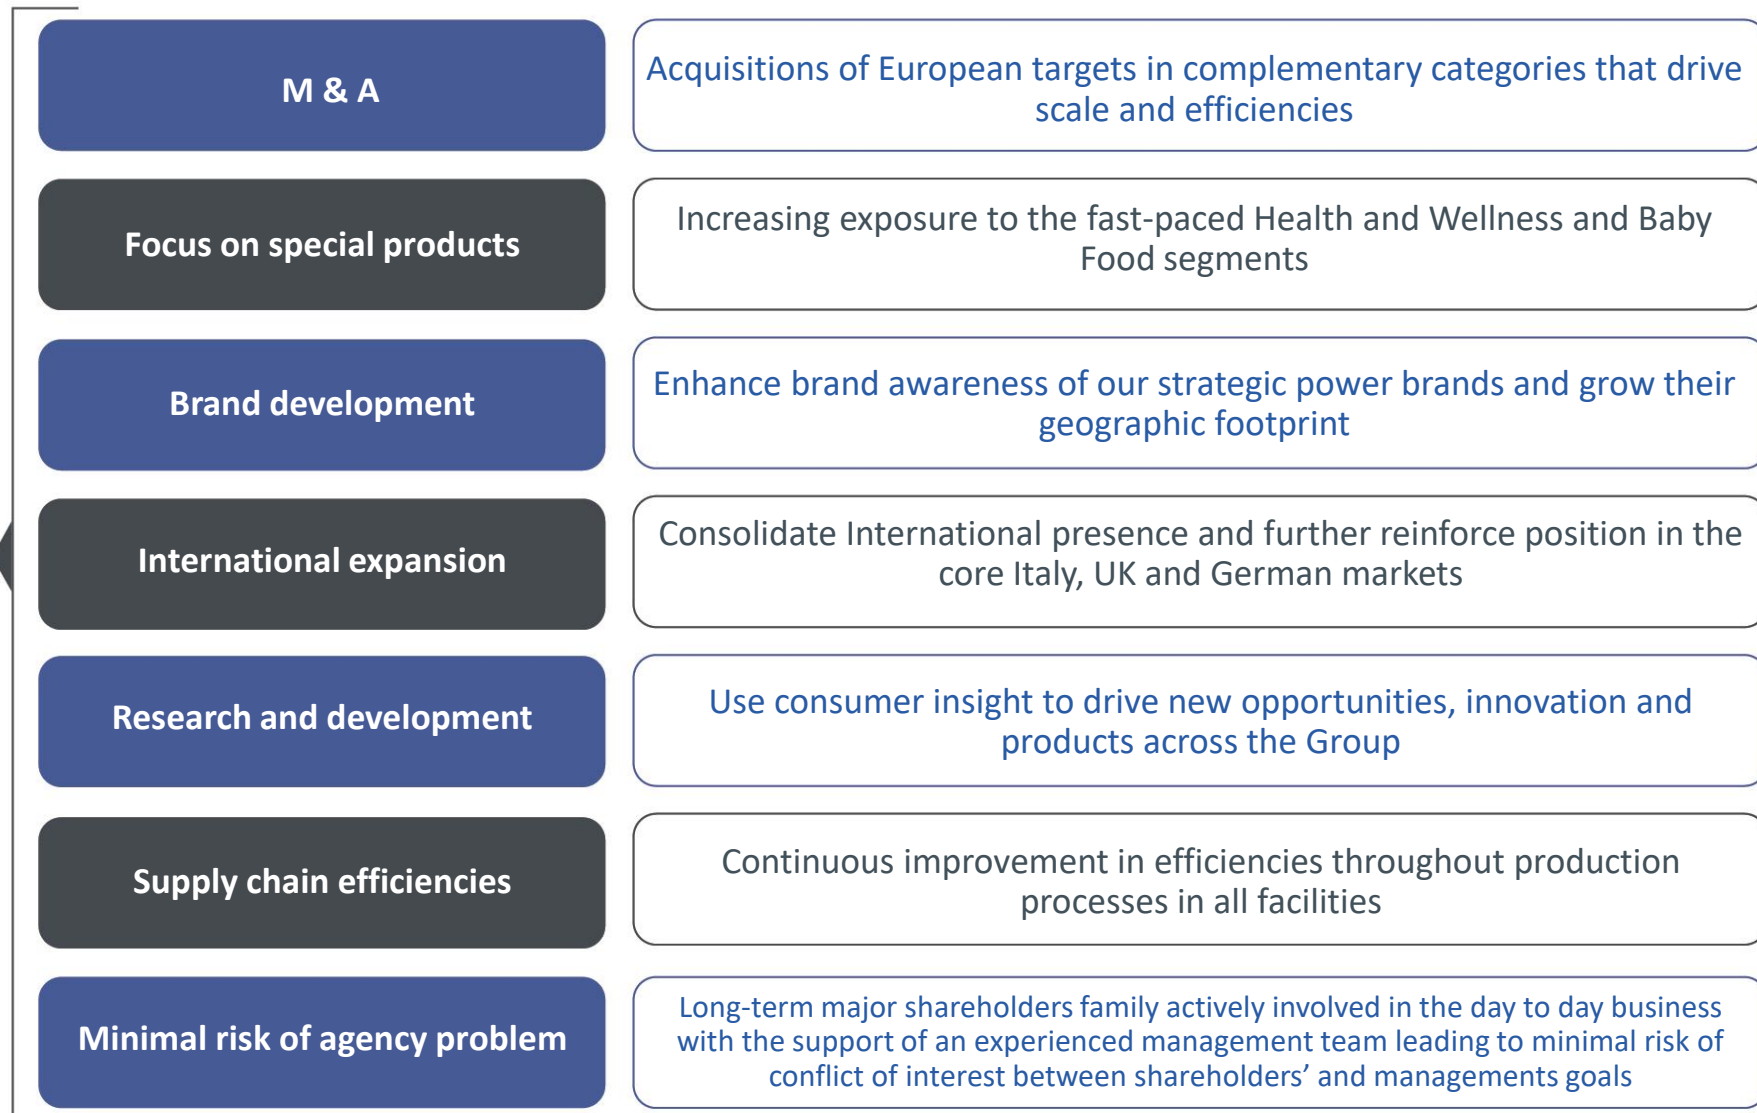 M & A
Acquisitions of European targets in complementary categories that drive
scale and efficiencies
Focus on special products
Increasing exposure to the fast-paced Health and Wellness and Baby
Food segments
Brand development
Enhance brand awareness of our strategic power brands and grow their
geographic footprint
International expansion
Consolidate International presence and further reinforce position in the
core Italy, UK and German markets
Research and development
Use consumer insight to drive new opportunities, innovation and
products across the Group
Supply chain efficiencies
Continuous improvement in efficiencies throughout production
processes in all facilities
Minimal risk of agency problem
Long-term major shareholders family actively involved in the day to day business
with the support of an experienced management team leading to minimal risk of
conflict of interest between shareholders’ and managements goals